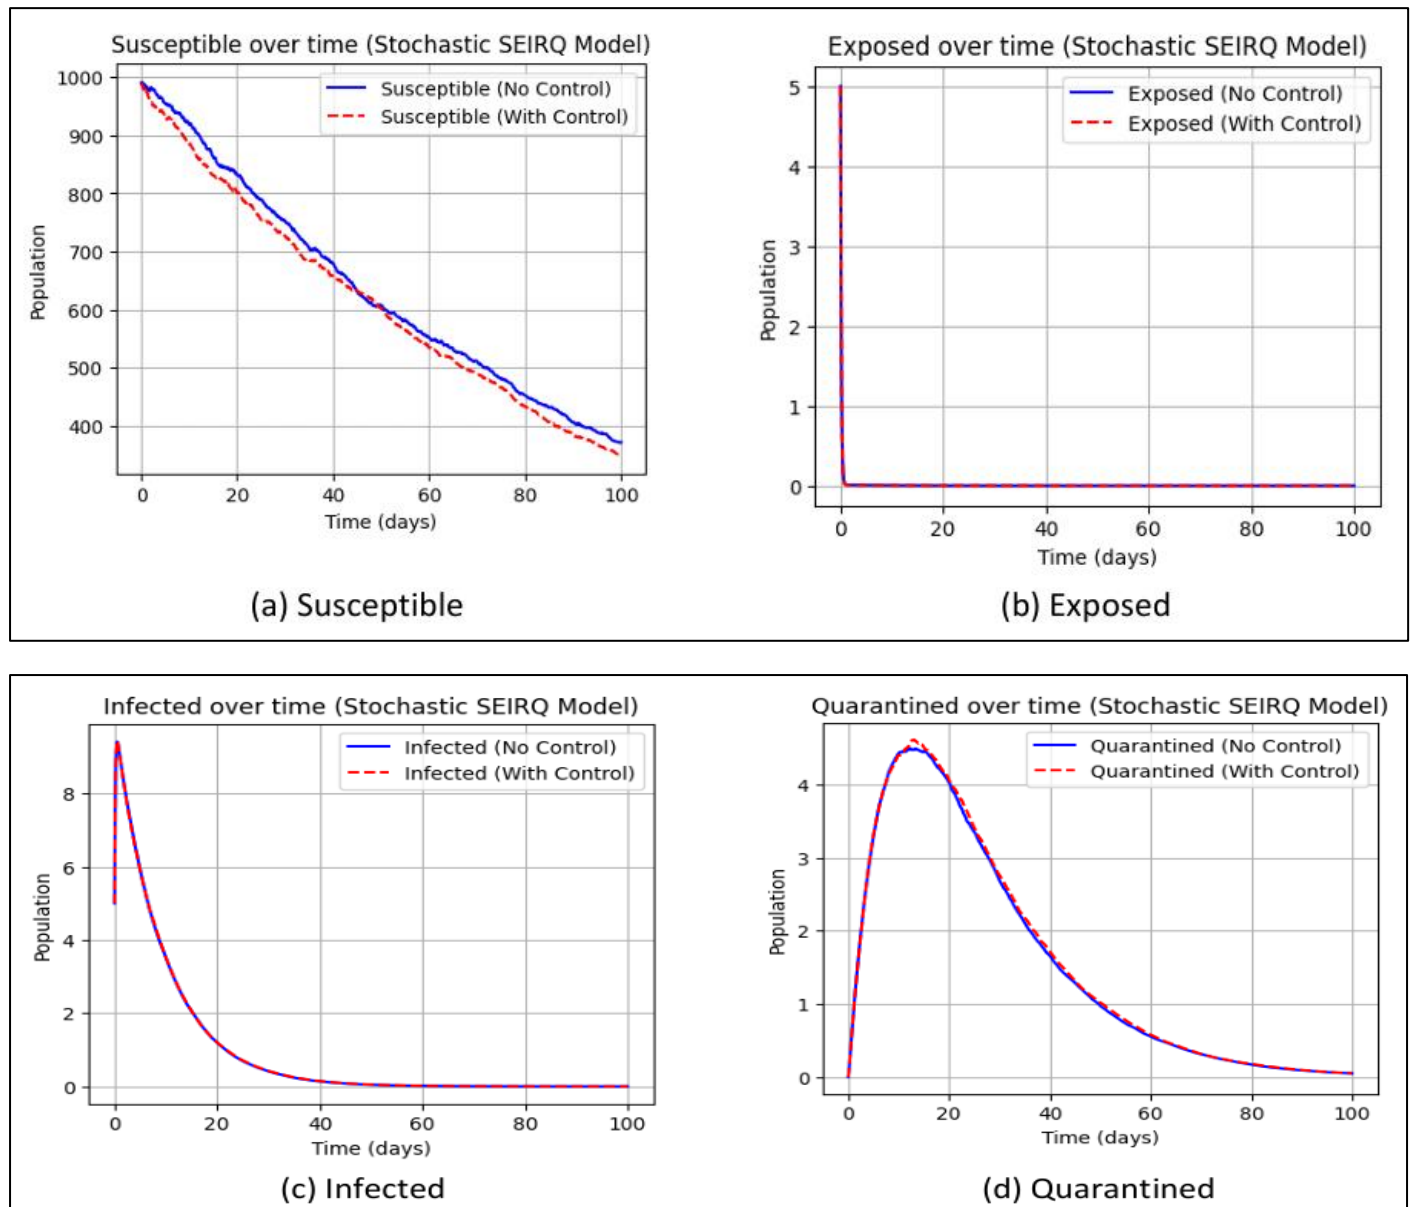 Susceptible over time (Stochastic SEIRQ Model)
1000
900
800
700
600
500
400
Population
Susceptible (No Control)
Susceptible (With Control)
0 20 40 60 80 100
Time (days)
(a) Susceptible
Exposed over time (Stochastic SEIRQ Model)
5
4
3
2
1
0
Population
Exposed (No Control)
Exposed (With Control)
0 20 40 60 80 100
Time (days)
(b) Exposed
Infected over time (Stochastic SEIRQ Model)
8
6
4
2
0
Population
Infected (No Control)
Infected (With Control)
0 20 40 60 80 100
Time (days)
(c) Infected
Quarantined over time (Stochastic SEIRQ Model)
4
3
2
1
0
Population
Quarantined (No Control)
Quarantined (With Control)
0 20 40 60 80 100
Time (days)
(d) Quarantined